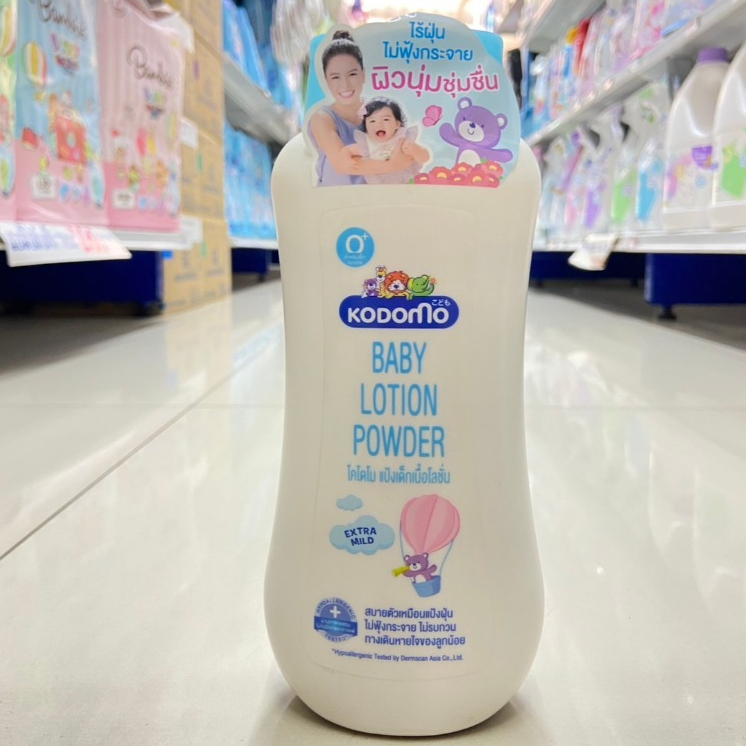 ไร้ฝุ่น
ไม่ฟุ้งกระจาย
ผิวนุ่มชุ่มชื่น
0+
こども
KODOMO
BABY
LOTION
POWDER
โคโดโม แป้งเด็กเนื้อโลชั่น
EXTRA
MILD
สบายตัวเหมือนแป้งฝุ่น
ไม่ฟุ้งกระจาย ไม่รบกวน
ทางเดินหายใจของลูกน้อย
*Hypoallergenic Tested by Dermscan Asia Co.,Ltd.